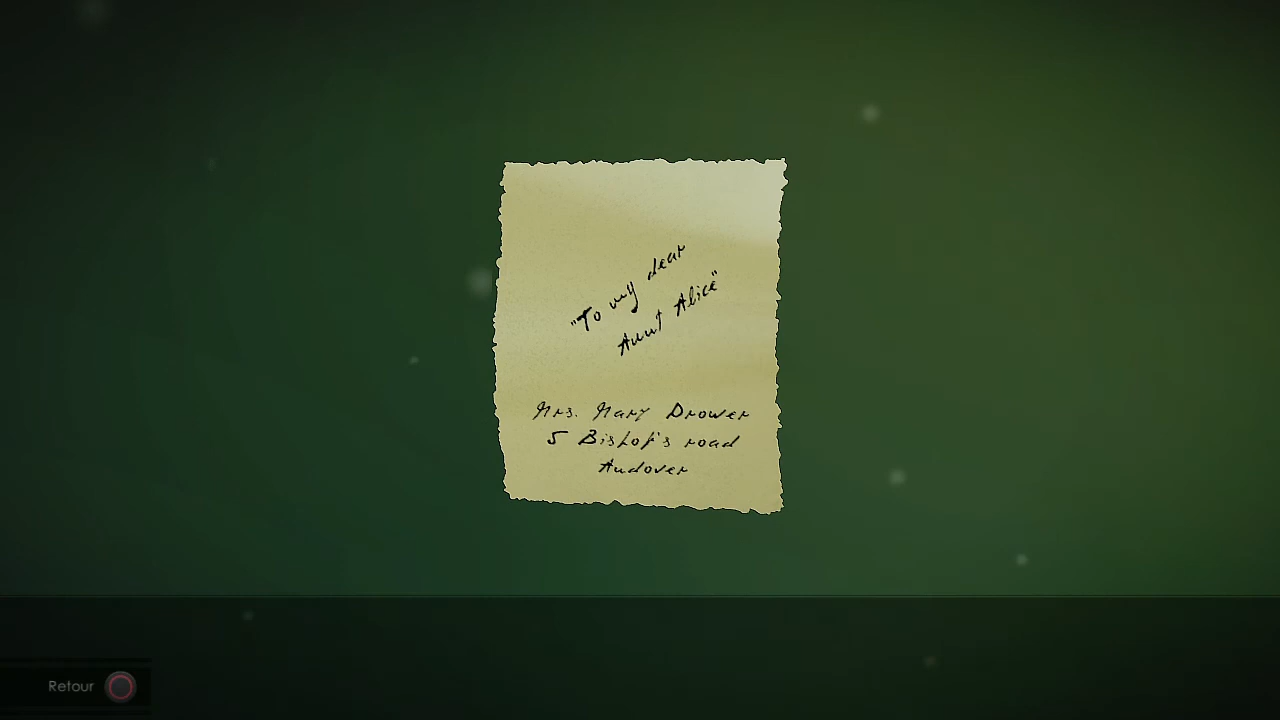 "To my dear
Aunt Alice"
Mrs. Mary Drower
5 Bishop's road
Andover
Retour